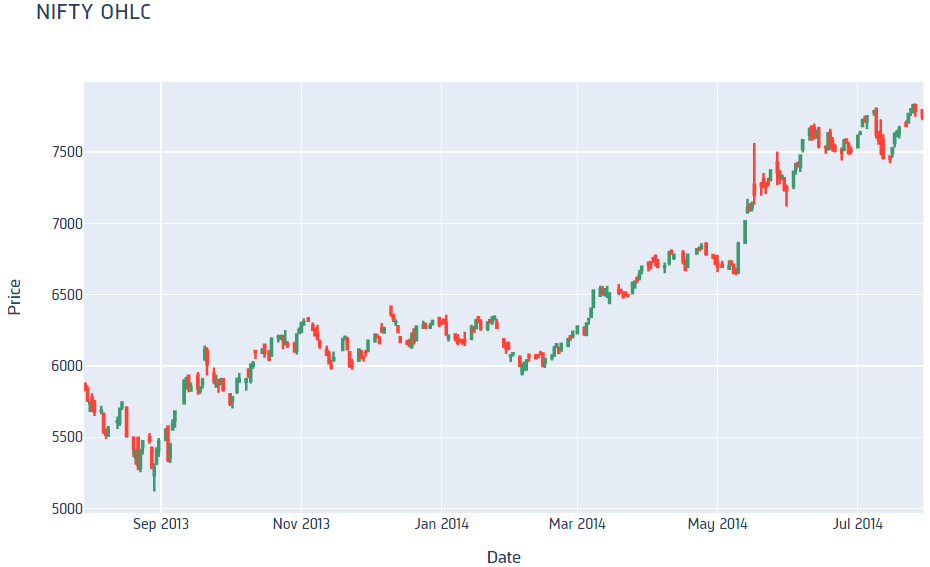 NIFTY OHLC
Price
7500
7000
6500
6000
5500
5000
Sep 2013
Nov 2013
Jan 2014
Mar 2014
May 2014
Jul 2014
Date